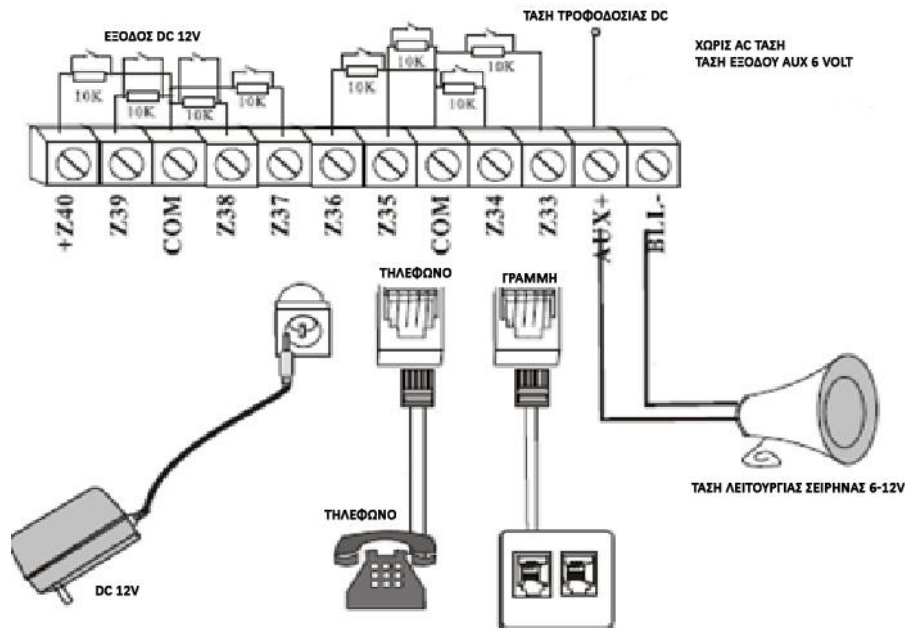 ΤΑΣΗ ΤΡΟΦΟΔΟΣΙΑΣ DC
ΕΞΟΔΟΣ DC 12V
ΧΩΡΙΣ AC ΤΑΣΗ
ΤΑΣΗ ΕΞΟΔΟΥ AUX 6 VOLT
10K
10K
10K
10K
10K
10K
10K
10K
+Z40
Z39
COM
Z38
Z37
Z36
Z35
COM
Z34
Z33
AUX+
BLL-
ΤΗΛΕΦΩΝΟ
ΓΡΑΜΜΗ
ΤΑΣΗ ΛΕΙΤΟΥΡΓΙΑΣ ΣΕΙΡΗΝΑΣ 6-12V
ΤΗΛΕΦΩΝΟ
DC 12V